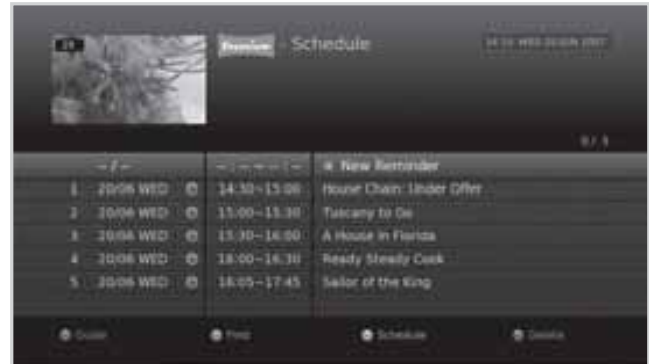 Freeview - Schedule
-- / -- -- : -- ~ -- : -- New Reminder
1 20/06 WED 14:30~15:00 House Chain: Under Offer
2 20/06 WED 15:00~15:30 Tuscany to Go
3 20/06 WED 15:30~16:00 A House in Florida
4 20/06 WED 16:00~16:30 Ready Steady Cook
5 20/06 WED 16:05~17:45 Sailor of the King
Guide Find Schedule Delete